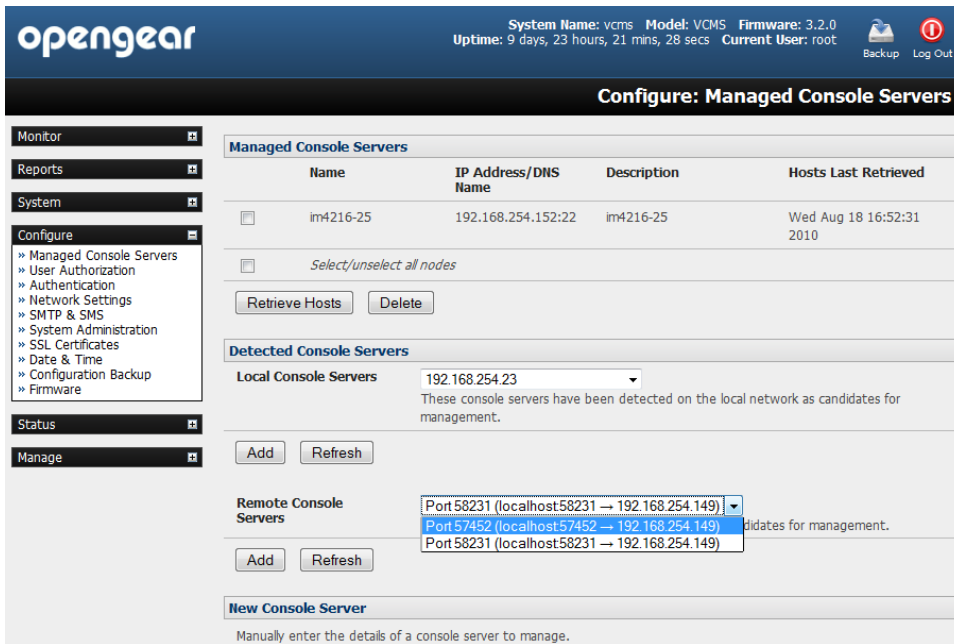 opengear
System Name: vcms Model: VCMS Firmware: 3.2.0
Uptime: 9 days, 23 hours, 21 mins, 28 secs Current User: root
Backup
Log Out
Configure: Managed Console Servers
Monitor
Reports
System
Configure
» Managed Console Servers
» User Authorization
» Authentication
» Network Settings
» SMTP & SMS
» System Administration
» SSL Certificates
» Date & Time
» Configuration Backup
» Firmware
Status
Manage
Managed Console Servers
Name IP Address/DNS Name Description Hosts Last Retrieved
im4216-25 192.168.254.152:22 im4216-25 Wed Aug 18 16:52:31 2010
Select/unselect all nodes
Retrieve Hosts Delete
Detected Console Servers
Local Console Servers 192.168.254.23
These console servers have been detected on the local network as candidates for
management.
Add Refresh
Remote Console Servers
Port 58231 (localhost:58231 → 192.168.254.149)
Port 57452 (localhost:57452 → 192.168.254.149) didates for management.
Port 58231 (localhost:58231 → 192.168.254.149)
Add Refresh
New Console Server
Manually enter the details of a console server to manage.